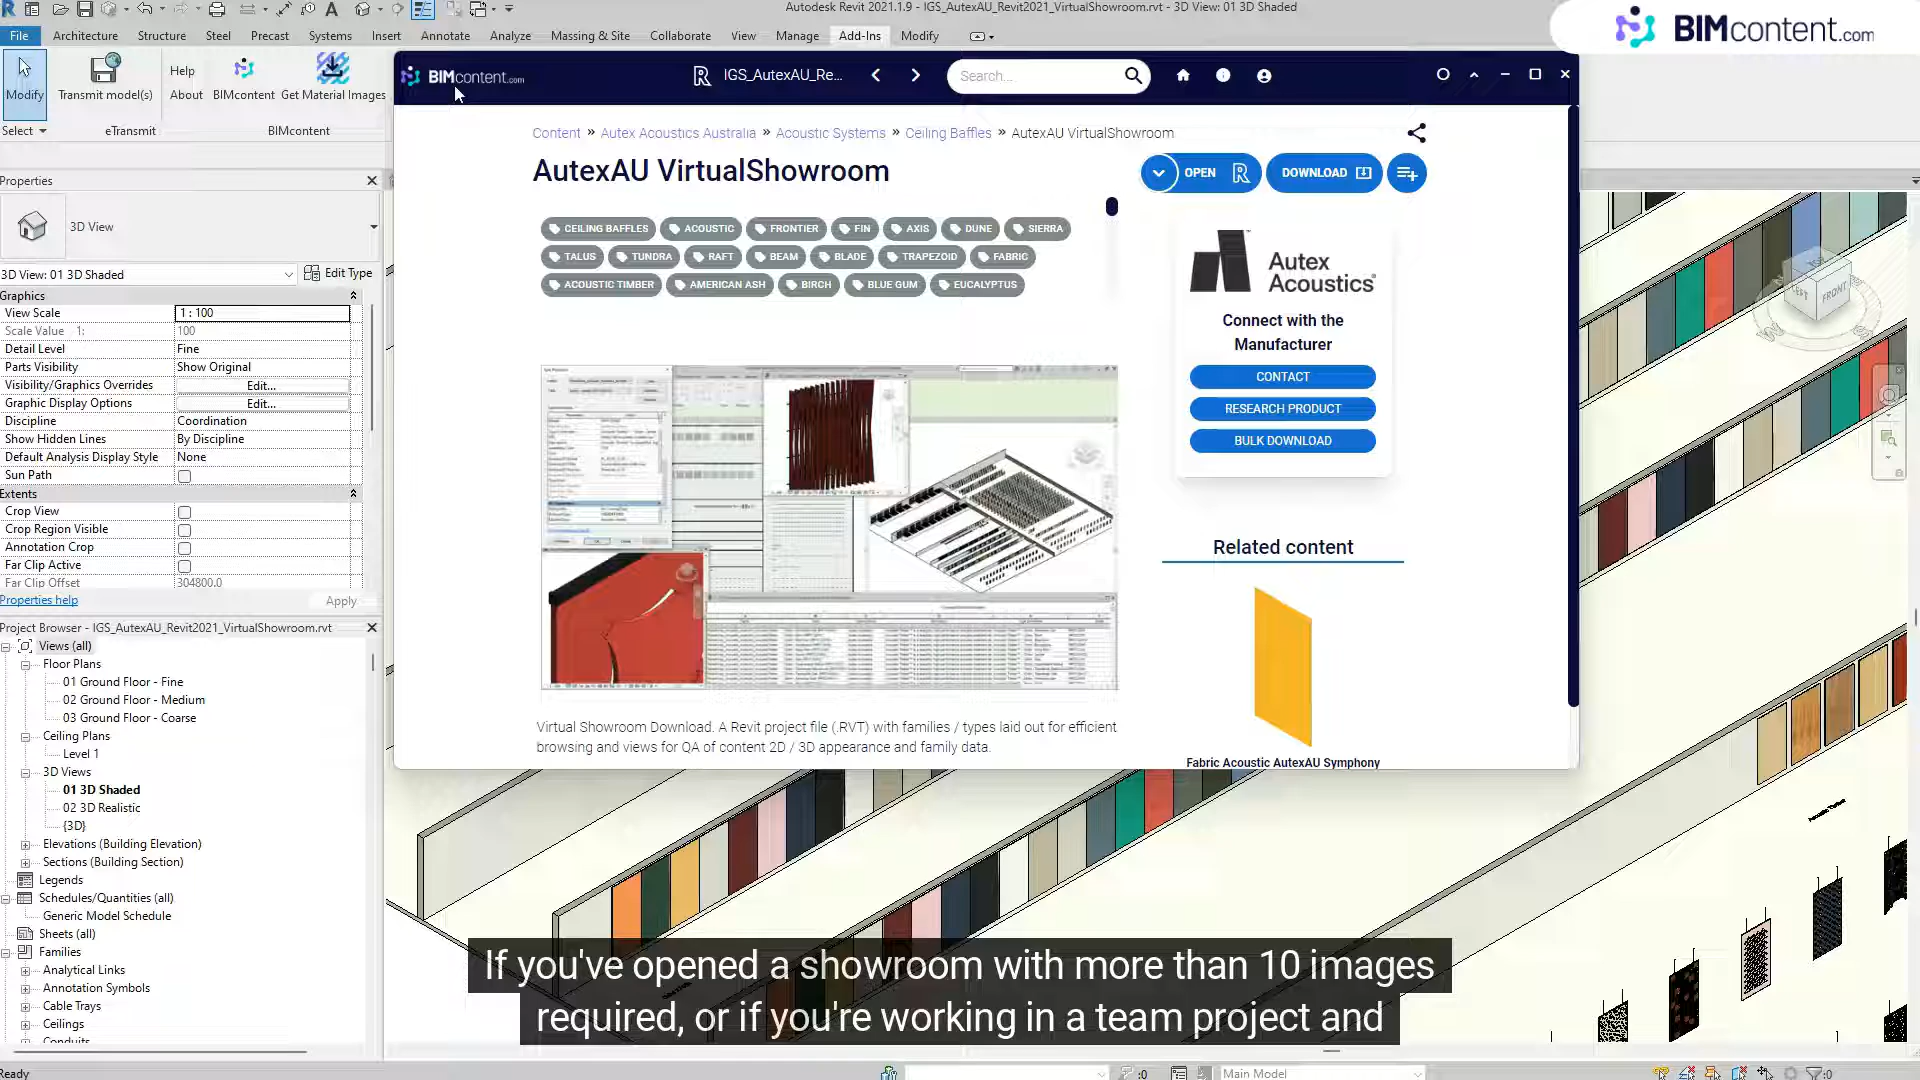 Autodesk Revit 2021.1.9 - IGS_AutexAU_Revit2021_VirtualShowroom.rvt - 3D View: 01 3D Shaded
BIMcontent.com
File Architecture Structure Steel Precast Systems Insert Annotate Analyze Massing & Site Collaborate View Manage Add-Ins Modify
Modify
Transmit model(s)
Help
About
BIMcontent
Get Material Images
Select
eTransmit
BIMcontent
BIMcontent.com
IGS_AutexAU_Re...
Search...
Content » Autex Acoustics Australia » Acoustic Systems » Ceiling Baffles » AutexAU VirtualShowroom
AutexAU VirtualShowroom
OPEN
DOWNLOAD
CEILING BAFFLES ACOUSTIC FRONTIER FIN AXIS DUNE SIERRA
TALUS TUNDRA RAFT BEAM BLADE TRAPEZOID FABRIC
ACOUSTIC TIMBER AMERICAN ASH BIRCH BLUE GUM EUCALYPTUS
Autex
Acoustics
Connect with the
Manufacturer
CONTACT
RESEARCH PRODUCT
BULK DOWNLOAD
Related content
Fabric Acoustic AutexAU Symphony
Virtual Showroom Download. A Revit project file (.RVT) with families / types laid out for efficient
browsing and views for QA of content 2D / 3D appearance and family data.
Properties
3D View
3D View: 01 3D Shaded
Edit Type
Graphics
View Scale 1 : 100
Scale Value 1: 100
Detail Level Fine
Parts Visibility Show Original
Visibility/Graphics Overrides Edit...
Graphic Display Options Edit...
Discipline Coordination
Show Hidden Lines By Discipline
Default Analysis Display Style None
Sun Path
Extents
Crop View
Crop Region Visible
Annotation Crop
Far Clip Active
Far Clip Offset 304800.0
Properties help
Apply
Project Browser - IGS_AutexAU_Revit2021_VirtualShowroom.rvt
Views (all)
Floor Plans
01 Ground Floor - Fine
02 Ground Floor - Medium
03 Ground Floor - Coarse
Ceiling Plans
Level 1
3D Views
01 3D Shaded
02 3D Realistic
{3D}
Elevations (Building Elevation)
Sections (Building Section)
Legends
Schedules/Quantities (all)
Generic Model Schedule
Sheets (all)
Families
Analytical Links
Annotation Symbols
Cable Trays
Ceilings
Conduits
LEFT
FRONT
If you've opened a showroom with more than 10 images
required, or if you're working in a team project and
Ready
:0
Main Model
:0